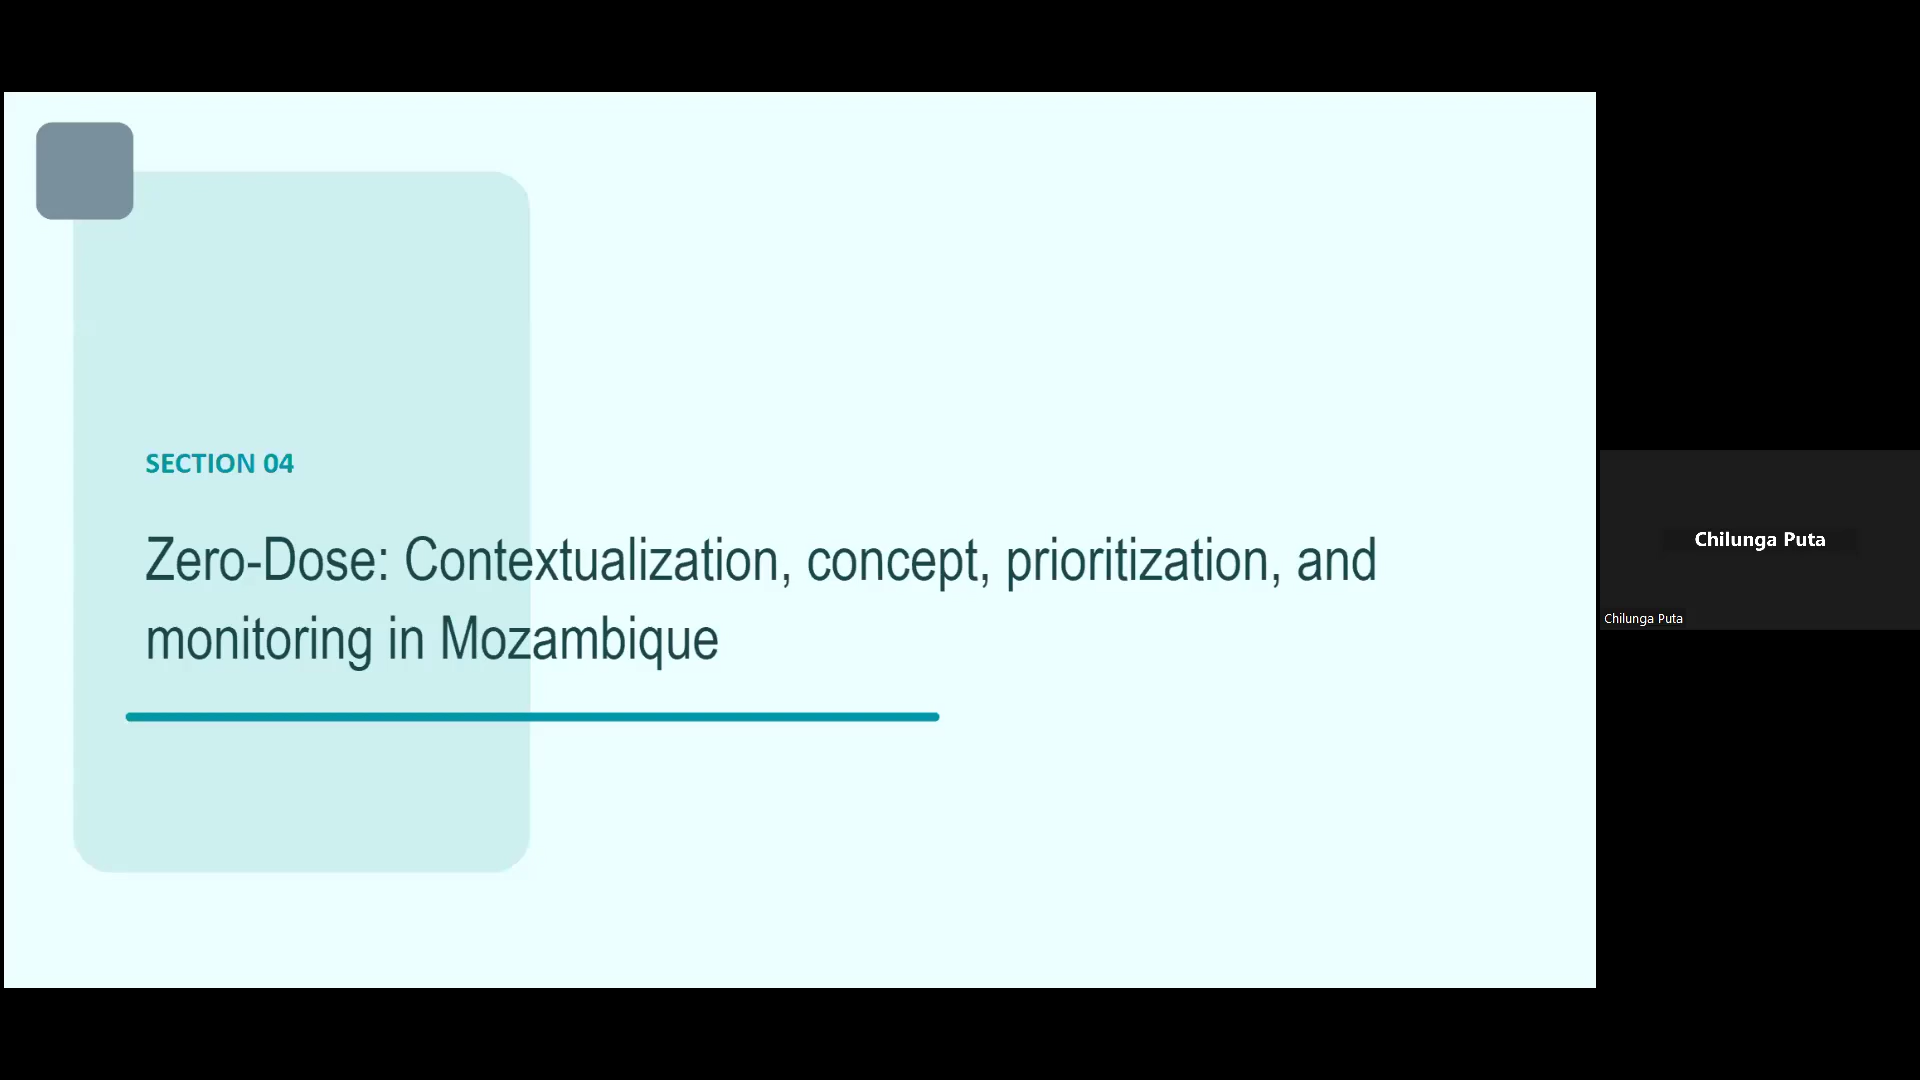 SECTION 04
Zero-Dose: Contextualization, concept, prioritization, and
monitoring in Mozambique
Chilunga Puta
Chilunga Puta